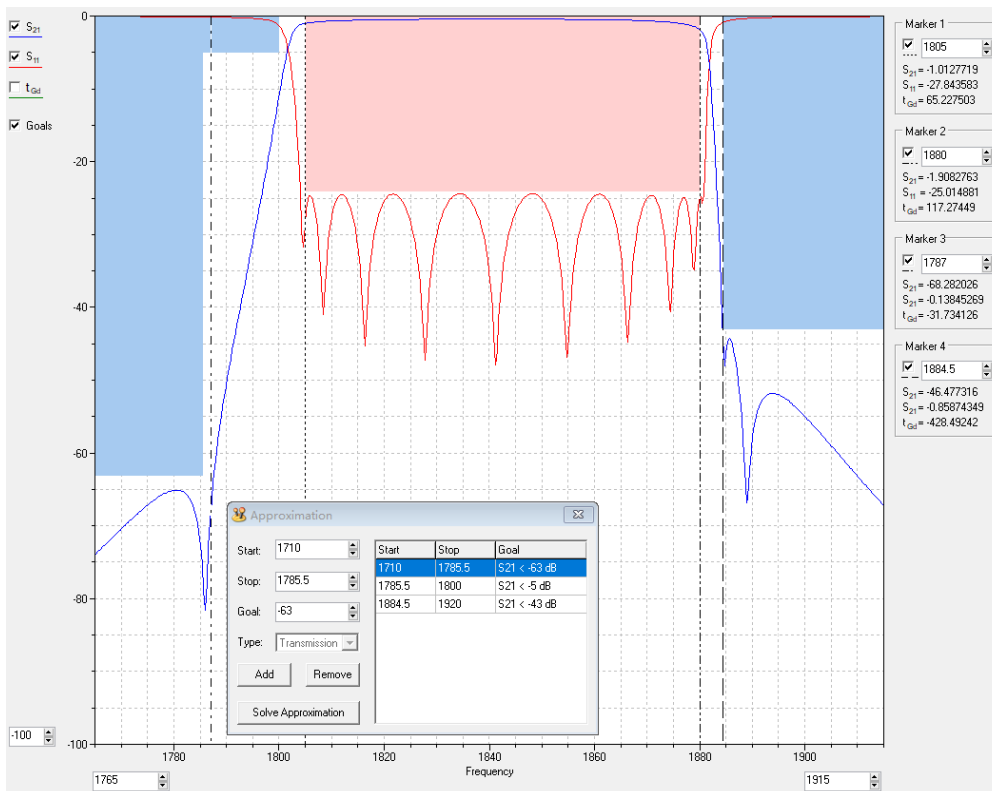 S21
S11
tGd
Goals
0
-20
-40
-60
-80
-100
-100
1780
1800
1820
1840
1860
1880
1900
Frequency
1765
1915
Marker 1
1805
S21= -1.0127719
S11= -27.843583
tGd= 65.227503
Marker 2
1880
S21= -1.9082763
S11= -25.014881
tGd= 117.27449
Marker 3
1787
S21= -68.282026
S21= -0.13845269
tGd= -31.734126
Marker 4
1884.5
S21= -46.477316
S21= -0.85874349
tGd= -428.49242
Approximation
Start: 1710
Stop: 1785.5
Goal: -63
Type: Transmission
Add Remove
Solve Approximation
Start Stop Goal
1710 1785.5 S21 < -63 dB
1785.5 1800 S21 < -5 dB
1884.5 1920 S21 < -43 dB